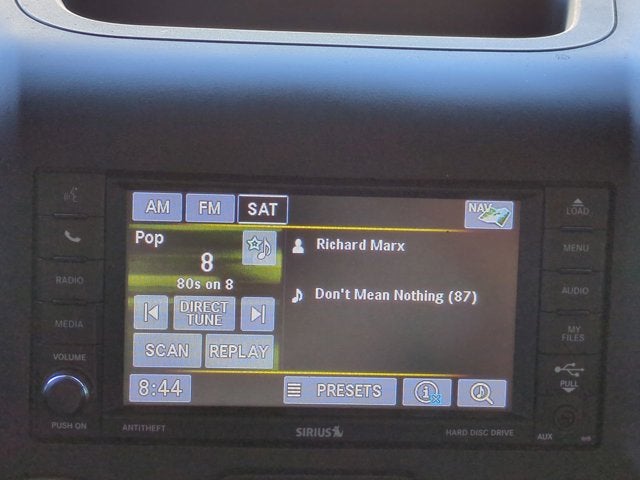 AM FM SAT NAV
Pop
8
80s on 8
DIRECT
TUNE
SCAN REPLAY
Richard Marx
Don't Mean Nothing (87)
8:44 PRESETS
RADIO
MEDIA
VOLUME
PUSH ON
LOAD
MENU
AUDIO
MY
FILES
PULL
AUX
ANTITHEFT
SIRIUS
HARD DISC DRIVE